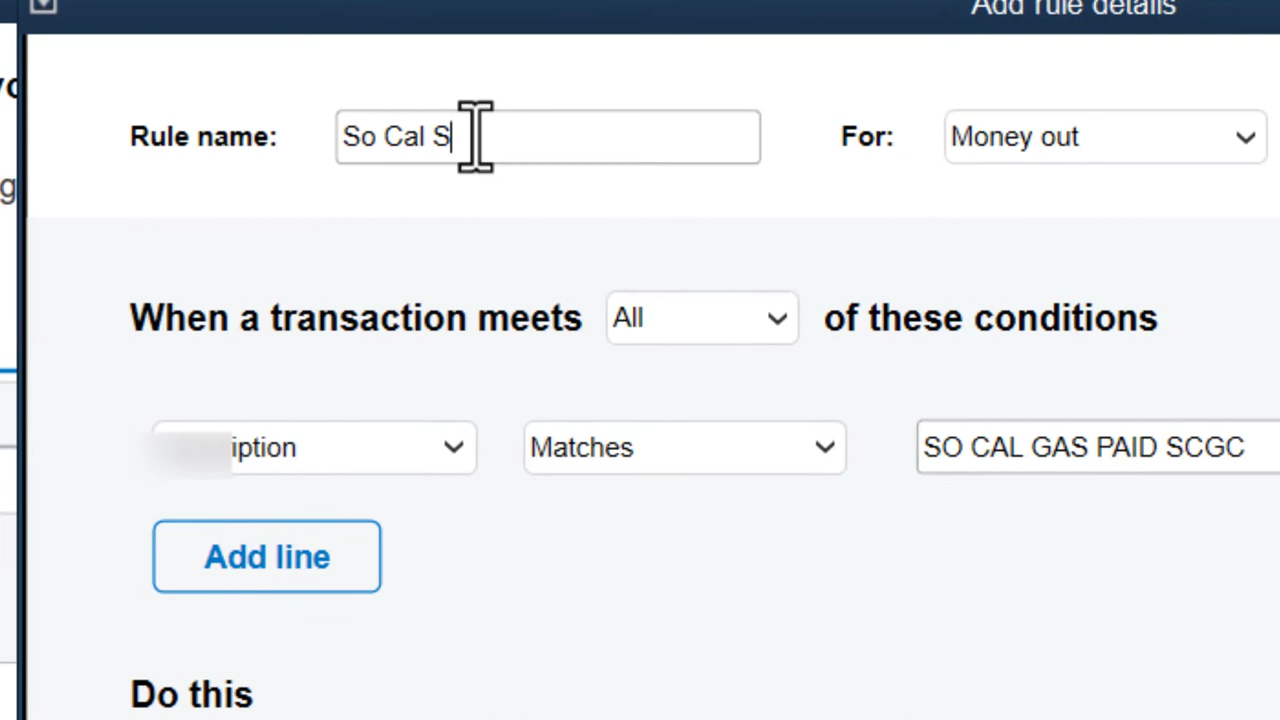 Add rule details
Rule name: So Cal S For: Money out
When a transaction meets All of these conditions
iption Matches SO CAL GAS PAID SCGC
Add line
Do this